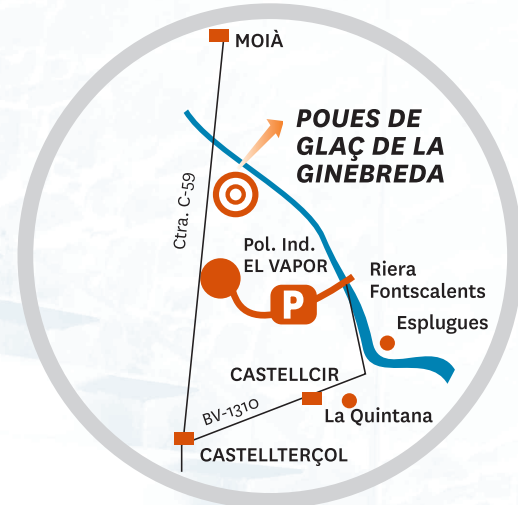 MOIÀ
POUES DE
GLAÇ DE LA
GINEBREDA
Ctra. C-59
Pol. Ind.
EL VAPOR
Riera
Fontscalents
P
Esplugues
CASTELLCIR
BV-1310
La Quintana
CASTELLTERÇOL